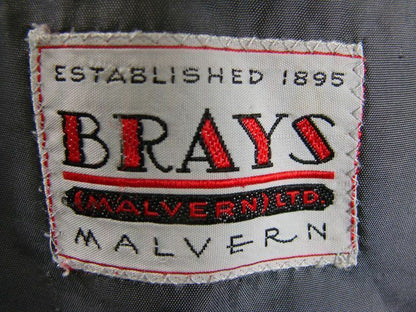 ESTABLISHED 1895
BRAYS
(MALVERN) LTD.
MALVERN